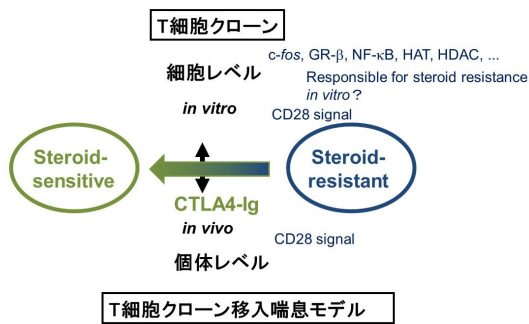 T細胞クローン
c-fos, GR-β, NF-κB, HAT, HDAC, ...
細胞レベル
Responsible for steroid resistance
in vitro？
in vitro
CD28 signal
Steroid-
sensitive
Steroid-
resistant
CTLA4-Ig
in vivo
CD28 signal
個体レベル
T細胞クローン移入喘息モデル